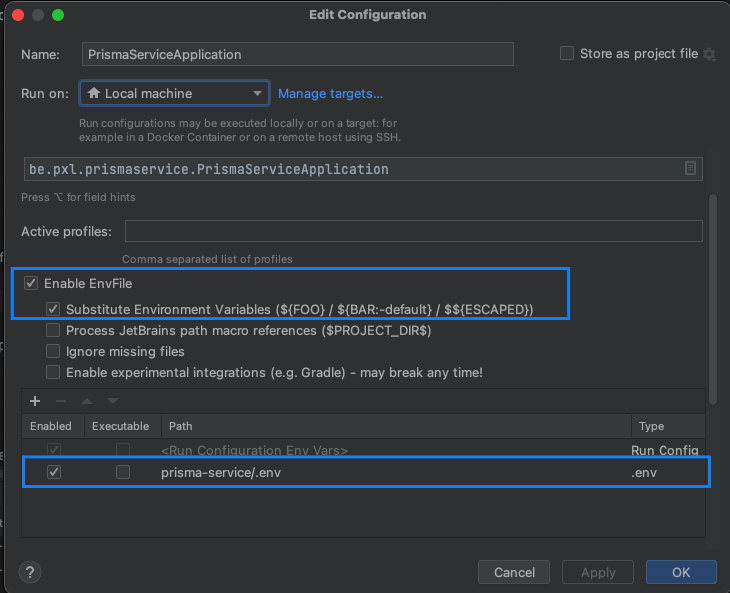 Edit Configuration
Name: PrismaServiceApplication Store as project file
Run on: Local machine Manage targets...
Run configurations may be executed locally or on a target: for
example in a Docker Container or on a remote host using SSH.
be.pxl.prismaservice.PrismaServiceApplication
Press ⌥ for field hints
Active profiles:
Comma separated list of profiles
Enable EnvFile
Substitute Environment Variables (${FOO} / ${BAR:-default} / $${ESCAPED})
Process JetBrains path macro references ($PROJECT_DIR$)
Ignore missing files
Enable experimental integrations (e.g. Gradle) - may break any time!
Enabled Executable Path Type
<Run Configuration Env Vars> Run Config
prisma-service/.env .env
? Cancel Apply OK